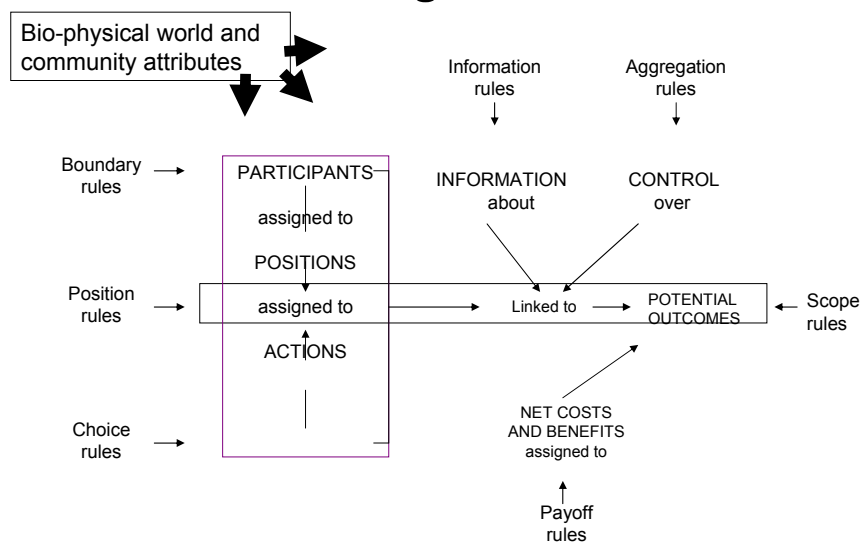 Bio-physical world and
community attributes
Information
rules
Aggregation
rules
Boundary
rules
PARTICIPANTS
assigned to
POSITIONS
INFORMATION
about
CONTROL
over
Position
rules
assigned to
Linked to
POTENTIAL
OUTCOMES
Scope
rules
ACTIONS
Choice
rules
NET COSTS
AND BENEFITS
assigned to
Payoff
rules